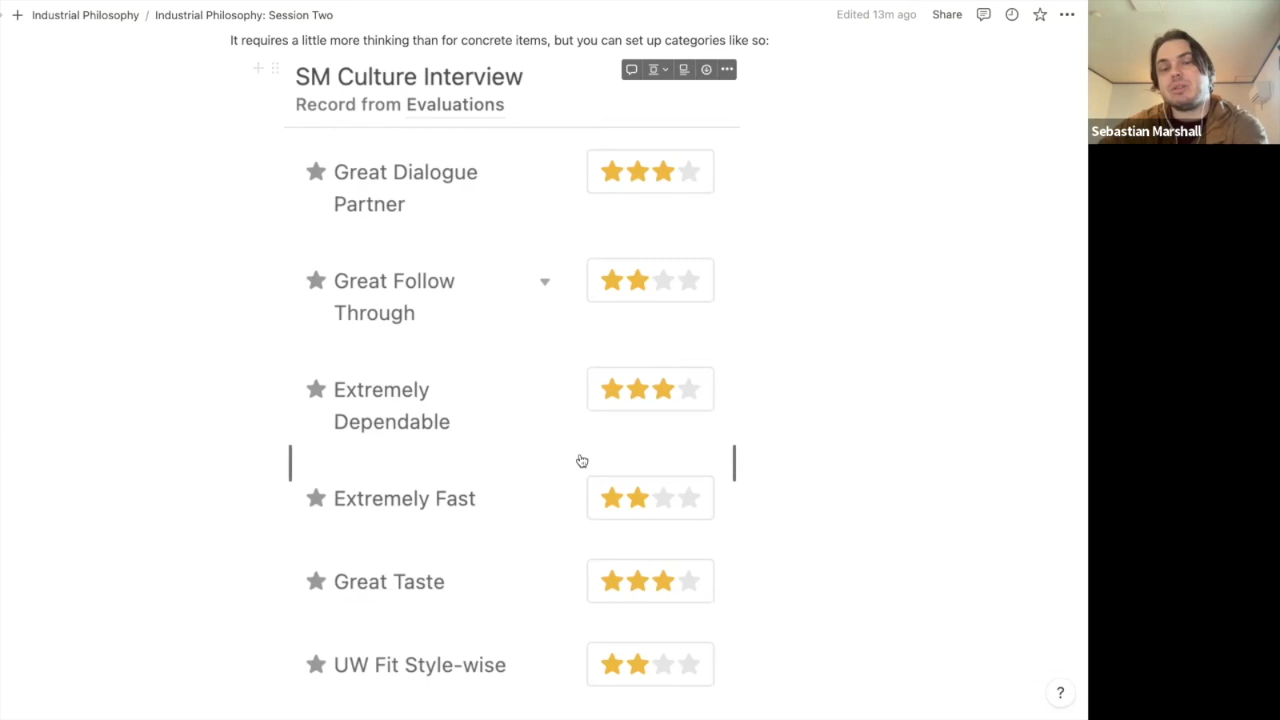 Industrial Philosophy / Industrial Philosophy: Session Two
Edited 13m ago
Share
It requires a little more thinking than for concrete items, but you can set up categories like so:
SM Culture Interview
Record from Evaluations
Great Dialogue
Partner
Great Follow
Through
Extremely
Dependable
Extremely Fast
Great Taste
UW Fit Style-wise
?
Sebastian Marshall